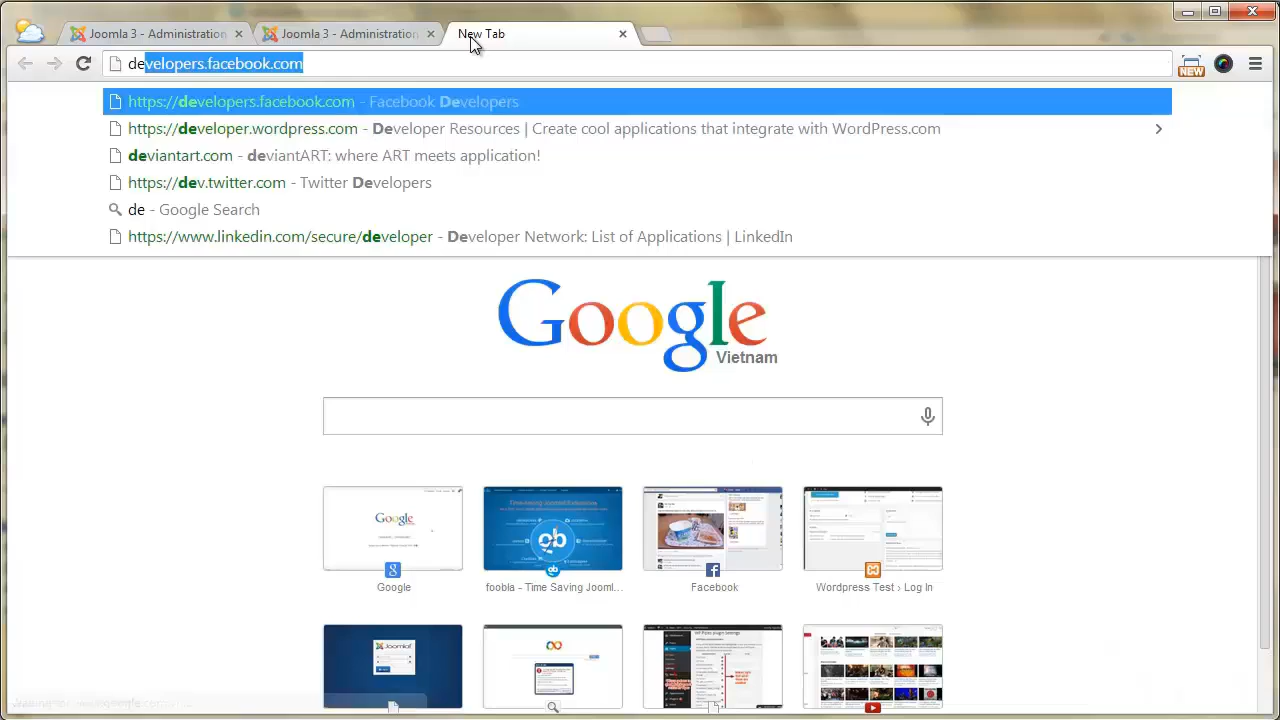 Joomla 3 - Administration
Joomla 3 - Administration
New Tab
developers.facebook.com
NEW
https://developers.facebook.com - Facebook Developers
https://developer.wordpress.com - Developer Resources | Create cool applications that integrate with WordPress.com
deviantart.com - deviantART: where ART meets application!
https://dev.twitter.com - Twitter Developers
de - Google Search
https://www.linkedin.com/secure/developer - Developer Network: List of Applications | LinkedIn
Google
Vietnam
Google
Google
foobla - Time Saving Jooml...
Facebook
Wordpress Test › Log In
Joomla!